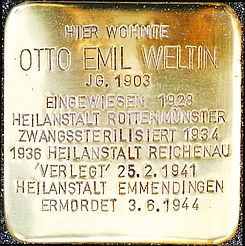 HIER WOHNTE
OTTO EMIL WELTIN
JG. 1903
EINGEWIESEN 1928
HEILANSTALT ROTTENMÜNSTER
ZWANGSSTERILISIERT 1934
1936 HEILANSTALT REICHENAU
'VERLEGT' 25.2.1941
HEILANSTALT EMMENDINGEN
ERMORDET 3.6.1944